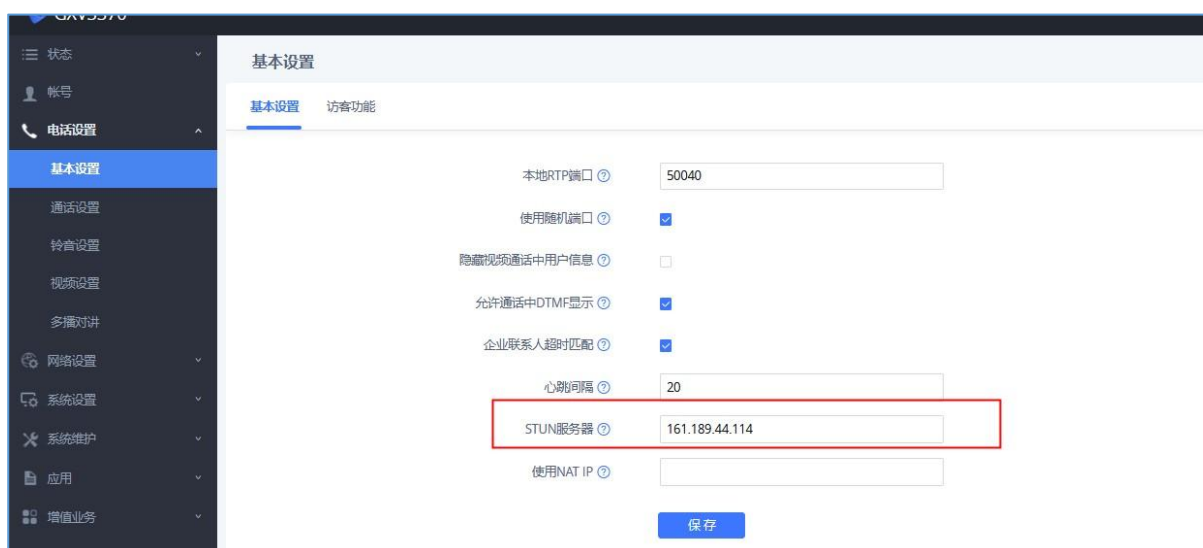 GXV3370
状态
帐号
电话设置
基本设置
通话设置
铃音设置
视频设置
多播对讲
网络设置
系统设置
系统维护
应用
增值业务
基本设置
基本设置 访客功能
本地RTP端口 ? 50040
使用随机端口 ?
隐藏视频通话中用户信息 ?
允许通话中DTMF显示 ?
企业联系人超时匹配 ?
心跳间隔 ? 20
STUN服务器 ? 161.189.44.114
使用NAT IP ?
保存